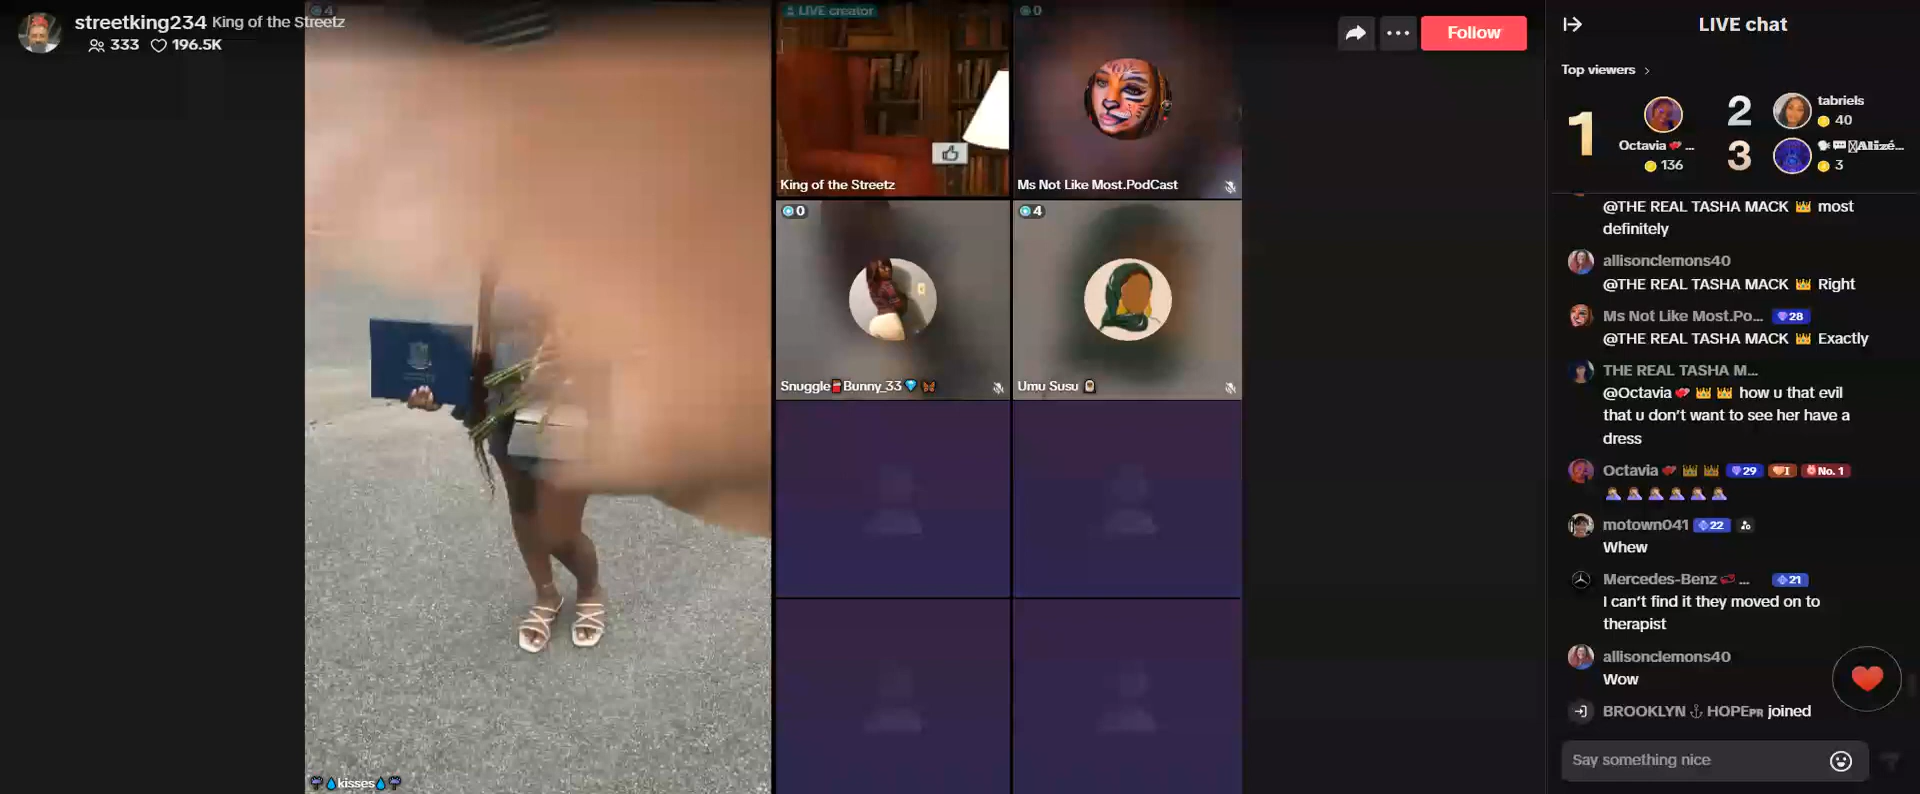 streetking234 King of the Streetz
333 196.5K
4
LIVE creator
0
Follow
King of the Streetz
Ms Not Like Most.PodCast
0
4
Snuggle🧧Bunny_33💎🦋
Umu Susu
💧kisses💧
LIVE chat
Top viewers >
1
Octavia 💕 ...
136
2
tabriels
40
3
Alizé...
3
@THE REAL TASHA MACK 👑 most
definitely
allisonclemons40
@THE REAL TASHA MACK 👑 Right
Ms Not Like Most.Po... 28
@THE REAL TASHA MACK 👑 Exactly
THE REAL TASHA M...
@Octavia 💕 👑 👑 how u that evil
that u don't want to see her have a
dress
Octavia 💕 👑 👑 29 I No. 1
motown041 22
Whew
Mercedes-Benz ... 21
I can't find it they moved on to
therapist
allisonclemons40
Wow
BROOKLYN ⚓ HOPE🇵🇷 joined
Say something nice